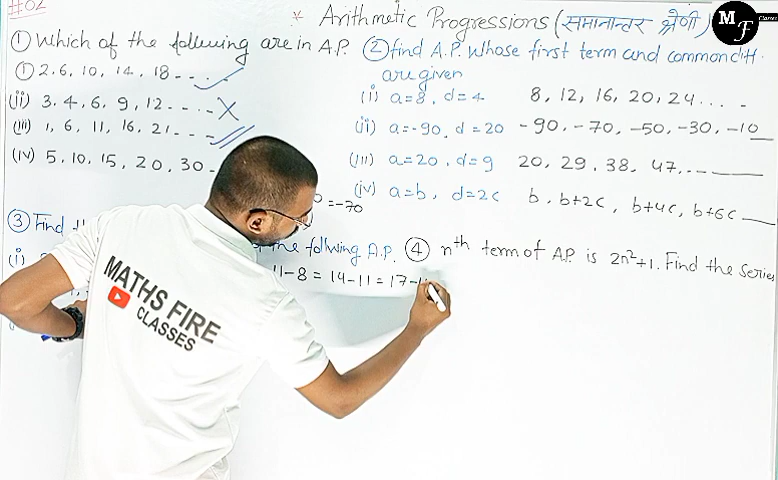 #02
* Arithmetic Progressions (समानान्तर श्रेणी)
MF
Classes
① Which of the following are in A.P.
(i) 2, 6, 10, 14, 18 - - -
(ii) 3, 4, 6, 9, 12 - - - - X
(iii) 1, 6, 11, 16, 21 - - -
(iv) 5, 10, 15, 20, 30 -
② find A.P. whose first term and common diff.
are given
(i) a=8, d=4 8, 12, 16, 20, 24 . . . . -
(ii) a=-90, d=20 -90, -70, -50, -30, -10
(iii) a=20, d=9 20, 29, 38, 47, - -
(iv) a=b, d=2c b, b+2c, b+4c, b+6c
= -70
③ Find
the follwing A.P.
(i)
11-8 = 14-11 = 17-
④ nth term of A.P. is 2n²+1. Find the series
MATHS FIRE
CLASSES